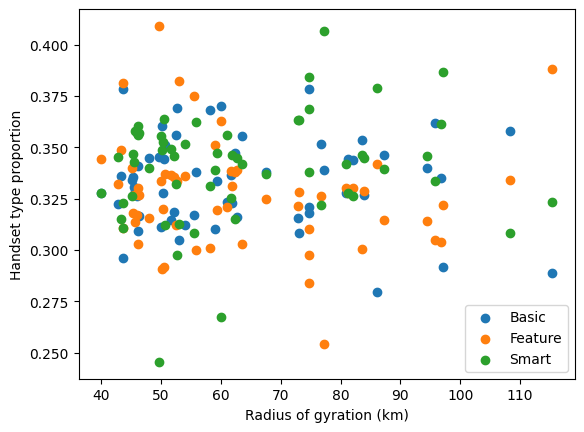 0.400
0.375
0.350
0.325
0.300
0.275
0.250
Handset type proportion
40 50 60 70 80 90 100 110
Radius of gyration (km)
Basic
Feature
Smart